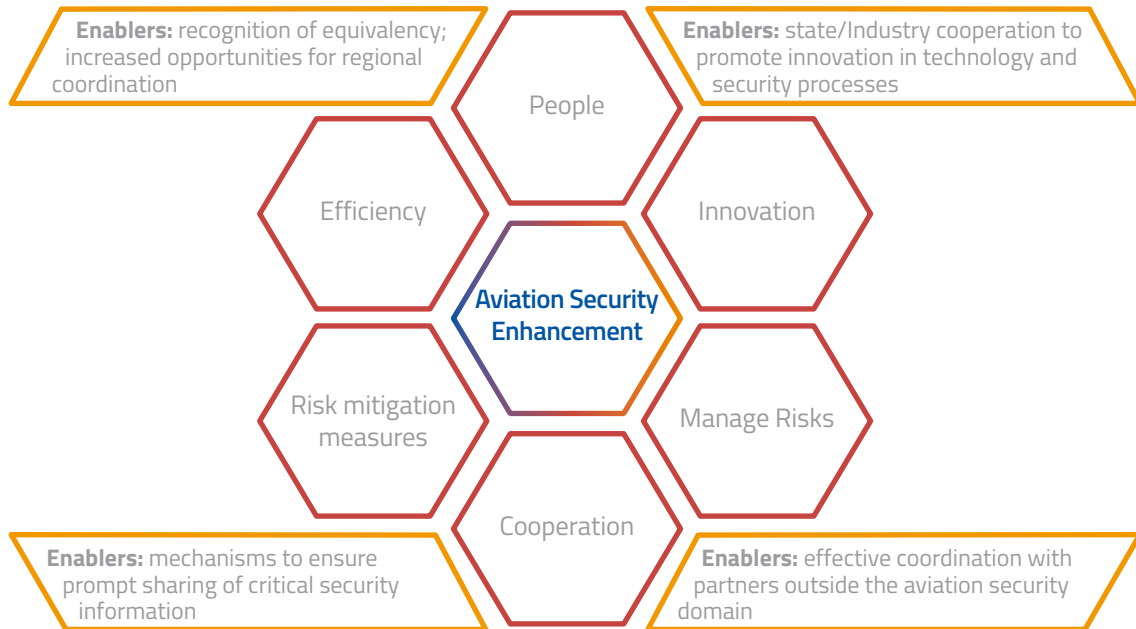 Enablers: recognition of equivalency;
increased opportunities for regional
coordination
Enablers: state/Industry cooperation to
promote innovation in technology and
security processes
People
Efficiency
Innovation
Aviation Security
Enhancement
Risk mitigation
measures
Manage Risks
Cooperation
Enablers: mechanisms to ensure
prompt sharing of critical security
information
Enablers: effective coordination with
partners outside the aviation security
domain